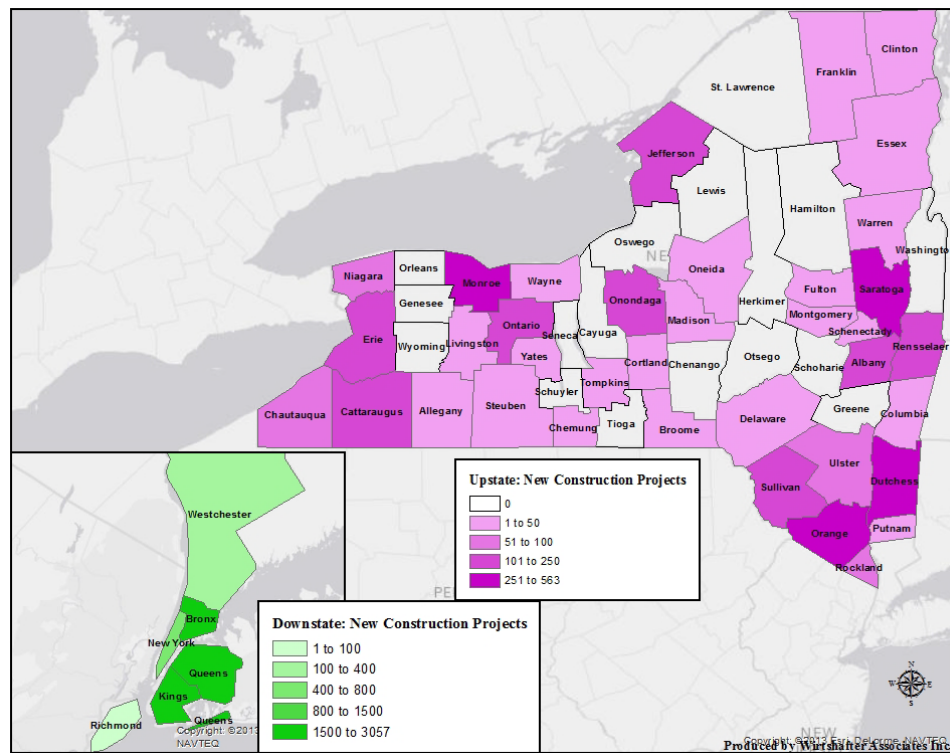 Clinton
Franklin
St. Lawrence
Essex
Jefferson
Lewis
Hamilton
Warren
Washington
Oswego
NE
Oneida
Herkimer
Fulton
Saratoga
Montgomery
Schenectady
Rensselaer
Albany
Niagara
Orleans
Monroe
Wayne
Genesee
Onondaga
Madison
Ontario
Seneca
Cayuga
Erie
Wyoming
Livingston
Yates
Cortland
Chenango
Otsego
Schoharie
Schuyler
Tompkins
Greene
Columbia
Chautauqua
Cattaraugus
Allegany
Steuben
Chemung
Tioga
Broome
Delaware
Ulster
Sullivan
Dutchess
Orange
Putnam
Rockland
PE
NEW
Westchester
Bronx
New York
Queens
Kings
Queens
Richmond
Copyright: ©2013
NAVTEQ
Upstate: New Construction Projects
0
1 to 50
51 to 100
101 to 250
251 to 563
Downstate: New Construction Projects
1 to 100
100 to 400
400 to 800
800 to 1500
1500 to 3057
N
W
E
S
Copyright: ©2013 Esri, DeLorme, NAVTEQ
Produced by Wirtshafter Associates Inc